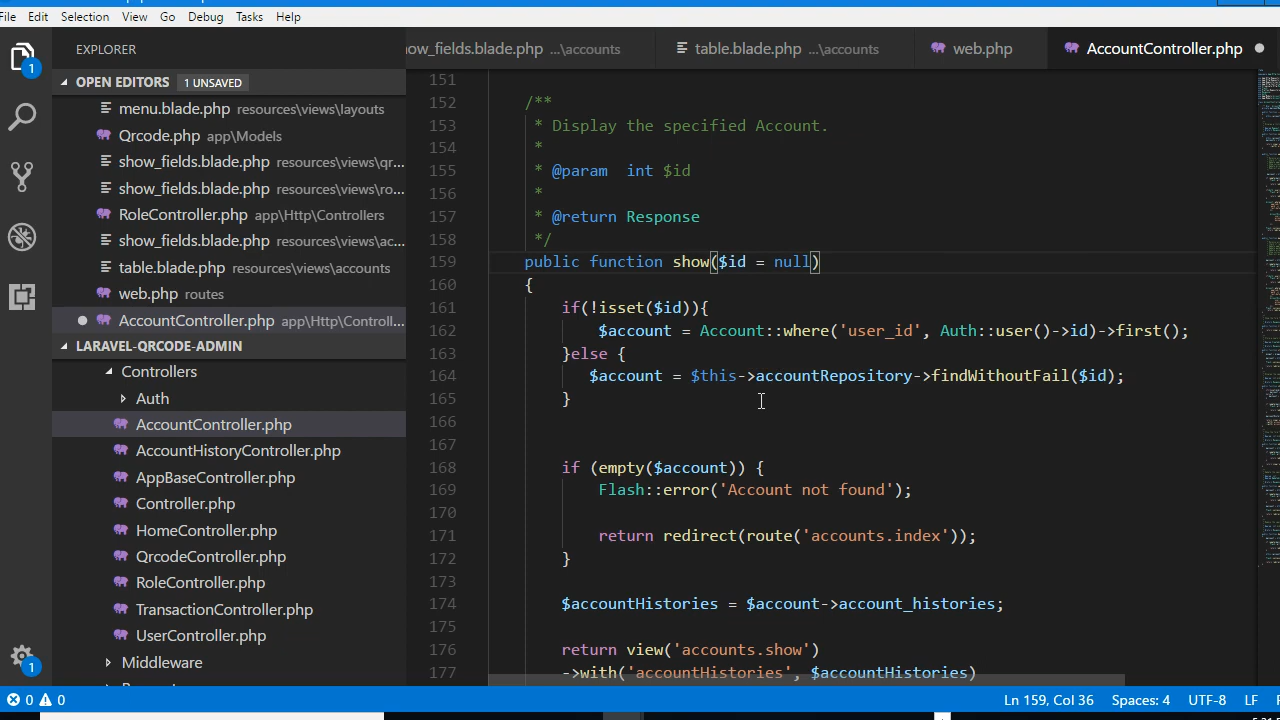 File Edit Selection View Go Debug Tasks Help
EXPLORER
OPEN EDITORS 1 UNSAVED
menu.blade.php resources\views\layouts
Qrcode.php app\Models
show_fields.blade.php resources\views\qr...
show_fields.blade.php resources\views\ro...
RoleController.php app\Http\Controllers
show_fields.blade.php resources\views\ac...
table.blade.php resources\views\accounts
web.php routes
AccountController.php app\Http\Controll...
LARAVEL-QRCODE-ADMIN
Controllers
Auth
AccountController.php
AccountHistoryController.php
AppBaseController.php
Controller.php
HomeController.php
QrcodeController.php
RoleController.php
TransactionController.php
UserController.php
Middleware
1
1
ow_fields.blade.php ...\accounts table.blade.php ...\accounts web.php AccountController.php
151
152 /**
153 * Display the specified Account.
154 *
155 * @param int $id
156 *
157 * @return Response
158 */
159 public function show($id = null)
160 {
161 if(!isset($id)){
162 $account = Account::where('user_id', Auth::user()->id)->first();
163 }else {
164 $account = $this->accountRepository->findWithoutFail($id);
165 }
166
167
168 if (empty($account)) {
169 Flash::error('Account not found');
170
171 return redirect(route('accounts.index'));
172 }
173
174 $accountHistories = $account->account_histories;
175
176 return view('accounts.show')
177 ->with('accountHistories', $accountHistories)
0 0 Ln 159, Col 36 Spaces: 4 UTF-8 LF